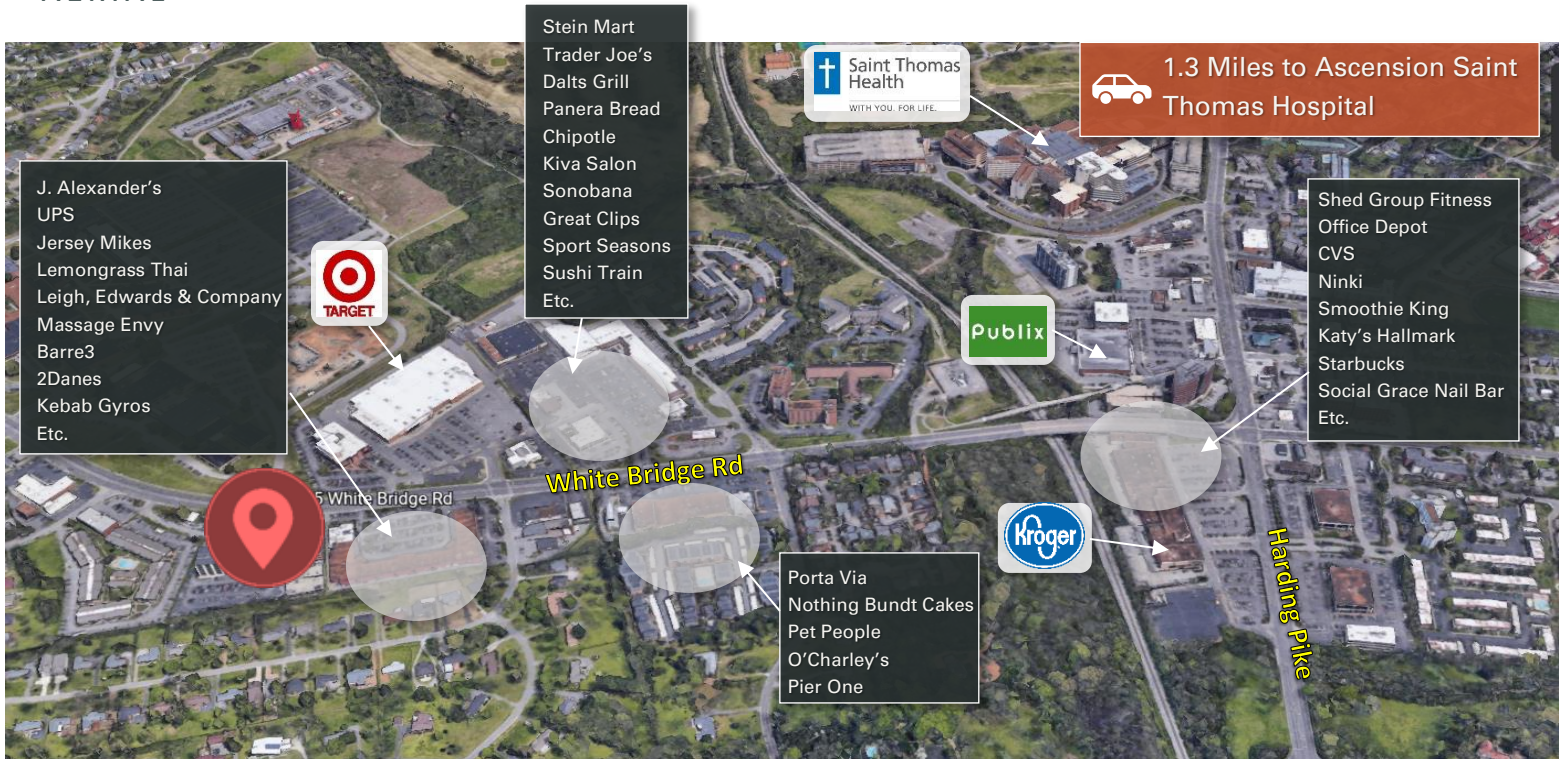 Stein Mart
Trader Joe's
Dalts Grill
Panera Bread
Chipotle
Kiva Salon
Sonobana
Great Clips
Sport Seasons
Sushi Train
Etc.
Saint Thomas
Health
WITH YOU. FOR LIFE.
1.3 Miles to Ascension Saint
Thomas Hospital
J. Alexander's
UPS
Jersey Mikes
Lemongrass Thai
Leigh, Edwards & Company
Massage Envy
Barre3
2Danes
Kebab Gyros
Etc.
TARGET
Publix
Shed Group Fitness
Office Depot
CVS
Ninki
Smoothie King
Katy's Hallmark
Starbucks
Social Grace Nail Bar
Etc.
White Bridge Rd
5 White Bridge Rd
Kroger
Harding Pike
Porta Via
Nothing Bundt Cakes
Pet People
O'Charley's
Pier One